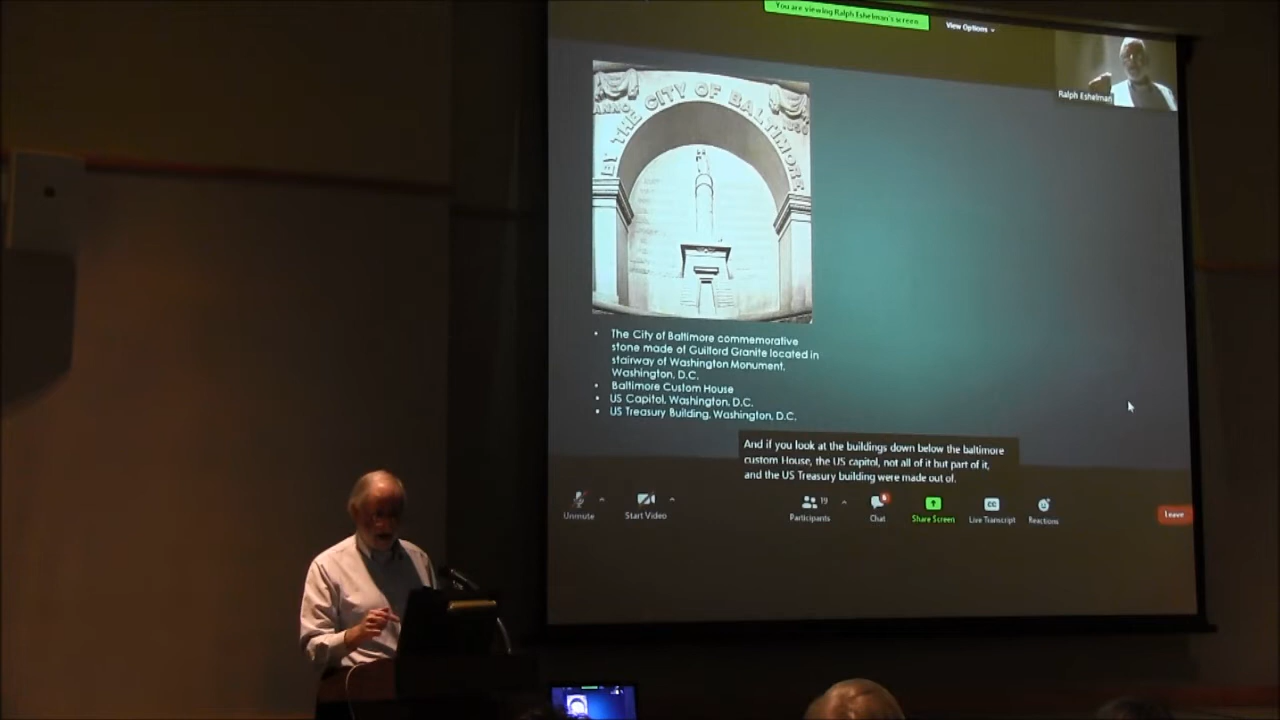 You are viewing Ralph Eshelman's screen
View Options
Ralph Eshelman
BY THE CITY OF BALTIMORE
ANNO
1850
• The City of Baltimore commemorative
stone made of Guilford Granite located in
stairway of Washington Monument,
Washington, D.C.
• Baltimore Custom House
• US Capitol, Washington, D.C.
• US Treasury Building, Washington, D.C.
And if you look at the buildings down below the baltimore
custom House, the US capitol, not all of it but part of it,
and the US Treasury building were made out of.
Unmute
Start Video
19
Participants
Chat
Share Screen
CC
Live Transcript
Reactions
Leave